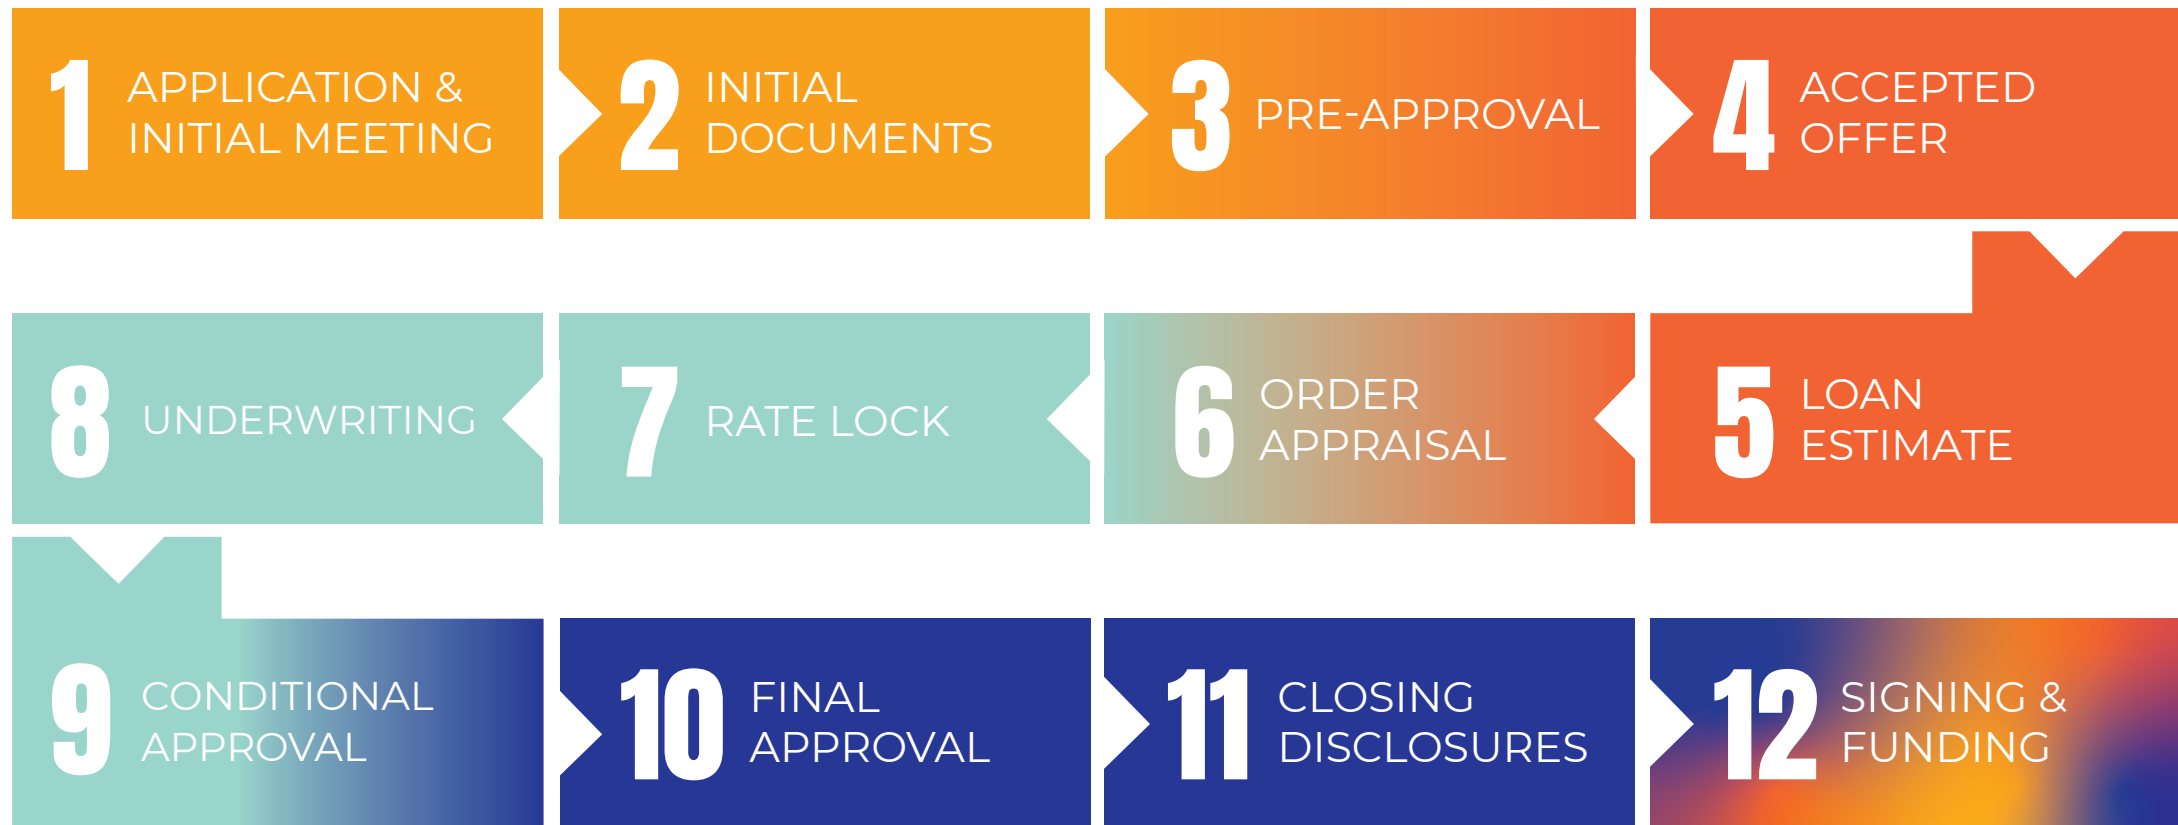 1
APPLICATION &
INITIAL MEETING
2
INITIAL
DOCUMENTS
3
PRE-APPROVAL
4
ACCEPTED
OFFER
5
LOAN
ESTIMATE
6
ORDER
APPRAISAL
7
RATE LOCK
8
UNDERWRITING
9
CONDITIONAL
APPROVAL
10
FINAL
APPROVAL
11
CLOSING
DISCLOSURES
12
SIGNING &
FUNDING